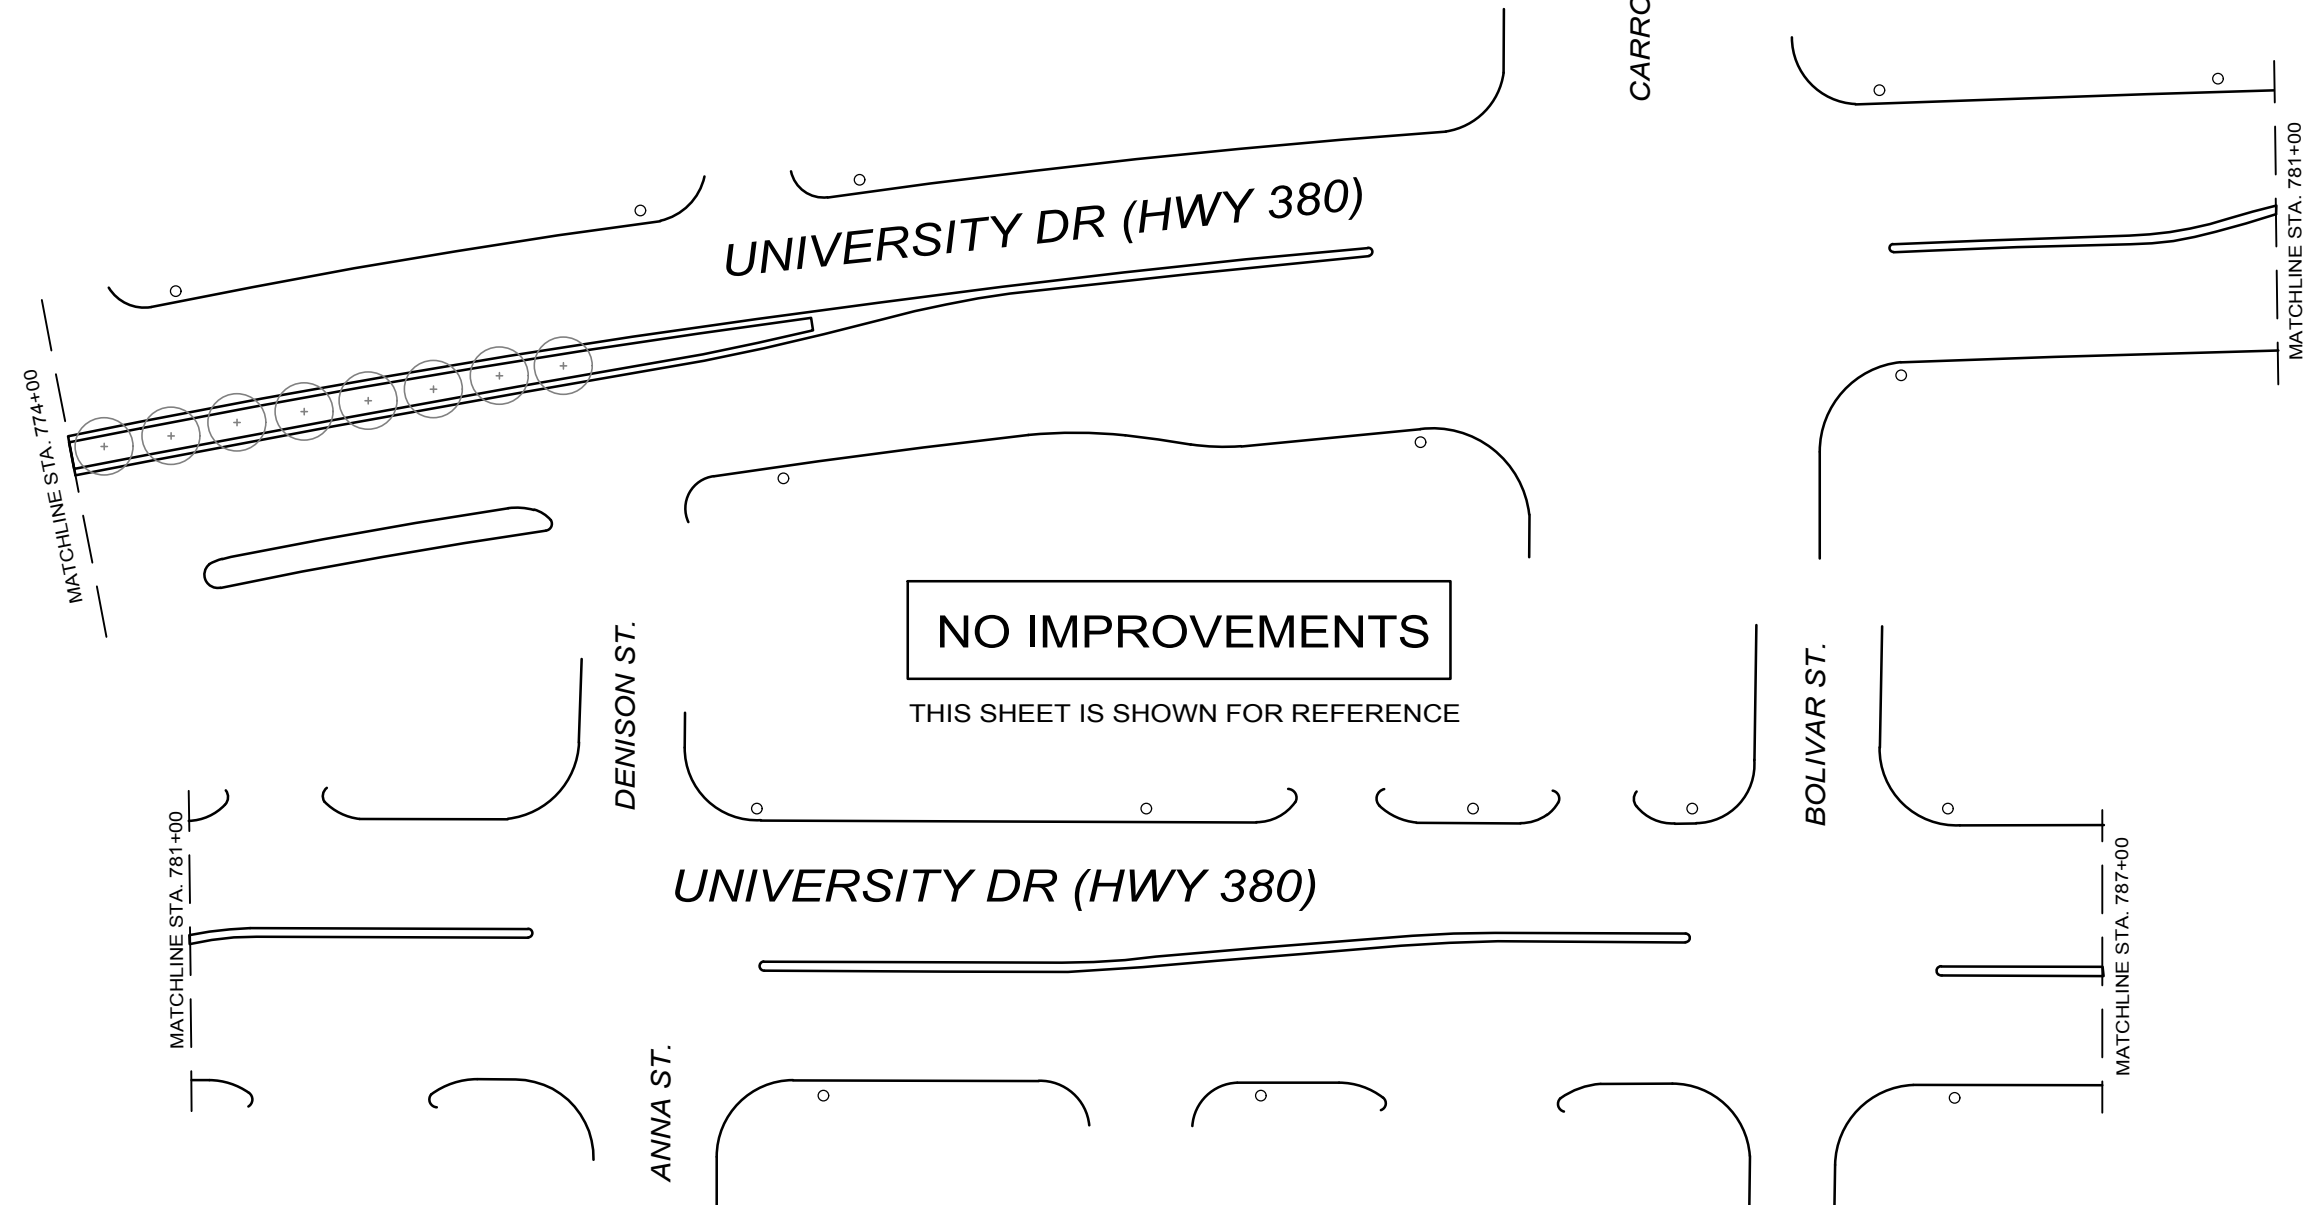 CARRO
UNIVERSITY DR (HWY 380)
MATCHLINE STA. 781+00
MATCHLINE STA. 774+00
NO IMPROVEMENTS
THIS SHEET IS SHOWN FOR REFERENCE
DENISON ST.
BOLIVAR ST.
MATCHLINE STA. 781+00
UNIVERSITY DR (HWY 380)
MATCHLINE STA. 787+00
ANNA ST.